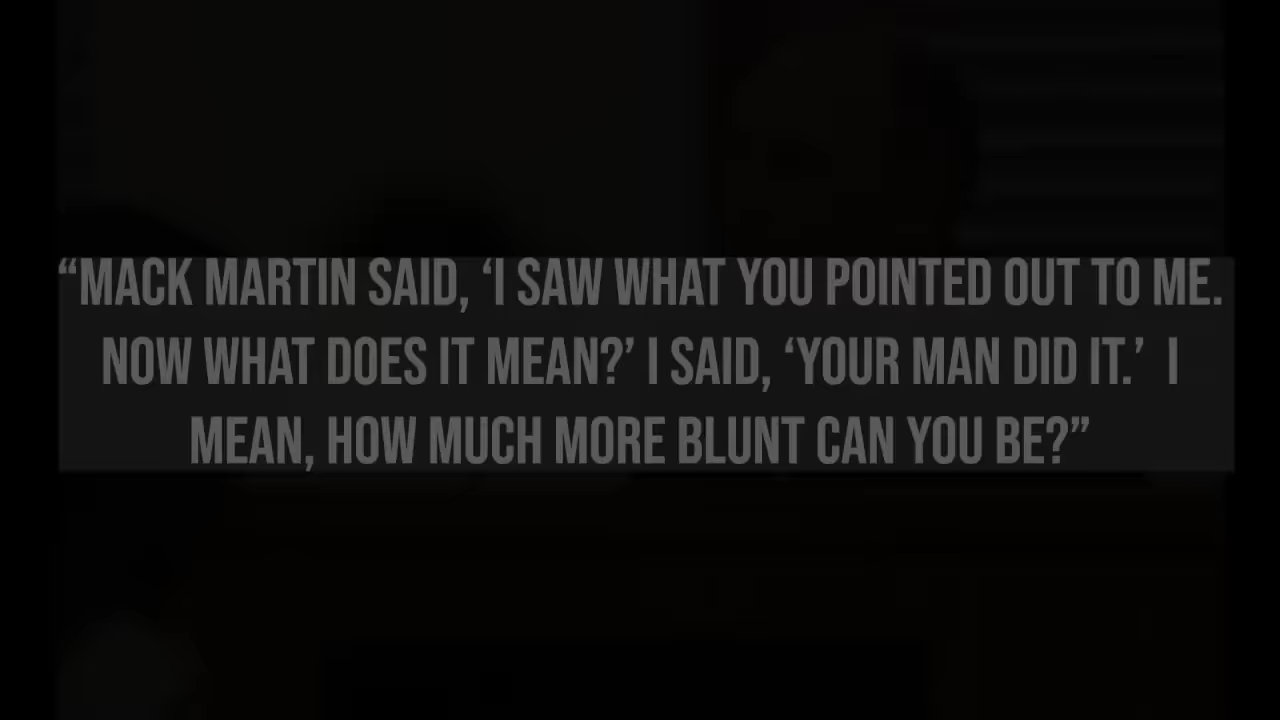 “MACK MARTIN SAID, ‘I SAW WHAT YOU POINTED OUT TO ME.
NOW WHAT DOES IT MEAN?’ I SAID, ‘YOUR MAN DID IT.’ I
MEAN, HOW MUCH MORE BLUNT CAN YOU BE?”